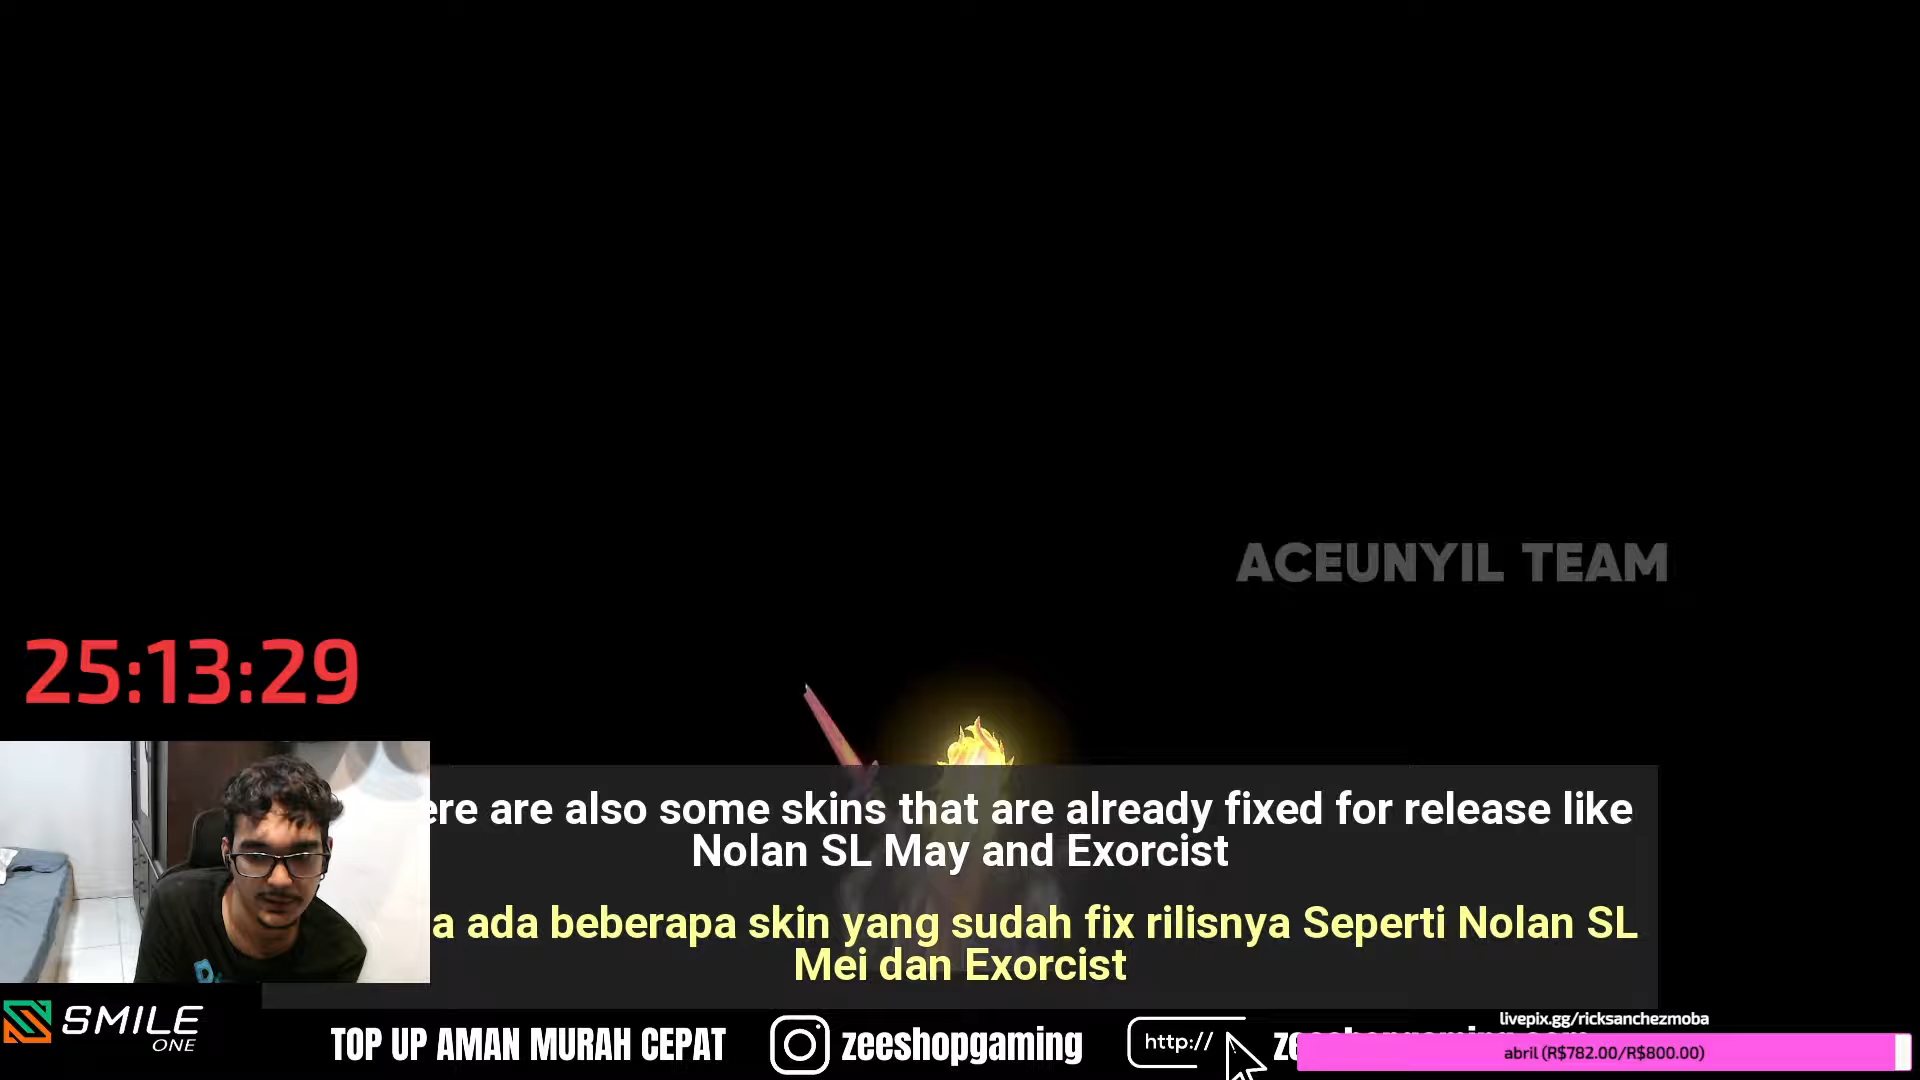 ACEUNYIL TEAM
25:13:29
ere are also some skins that are already fixed for release like
Nolan SL May and Exorcist
a ada beberapa skin yang sudah fix rilisnya Seperti Nolan SL
Mei dan Exorcist
SMILE
ONE
TOP UP AMAN MURAH CEPAT
zeeshopgaming
http://
livepix.gg/ricksanchezmoba
abril (R$782.00/R$800.00)